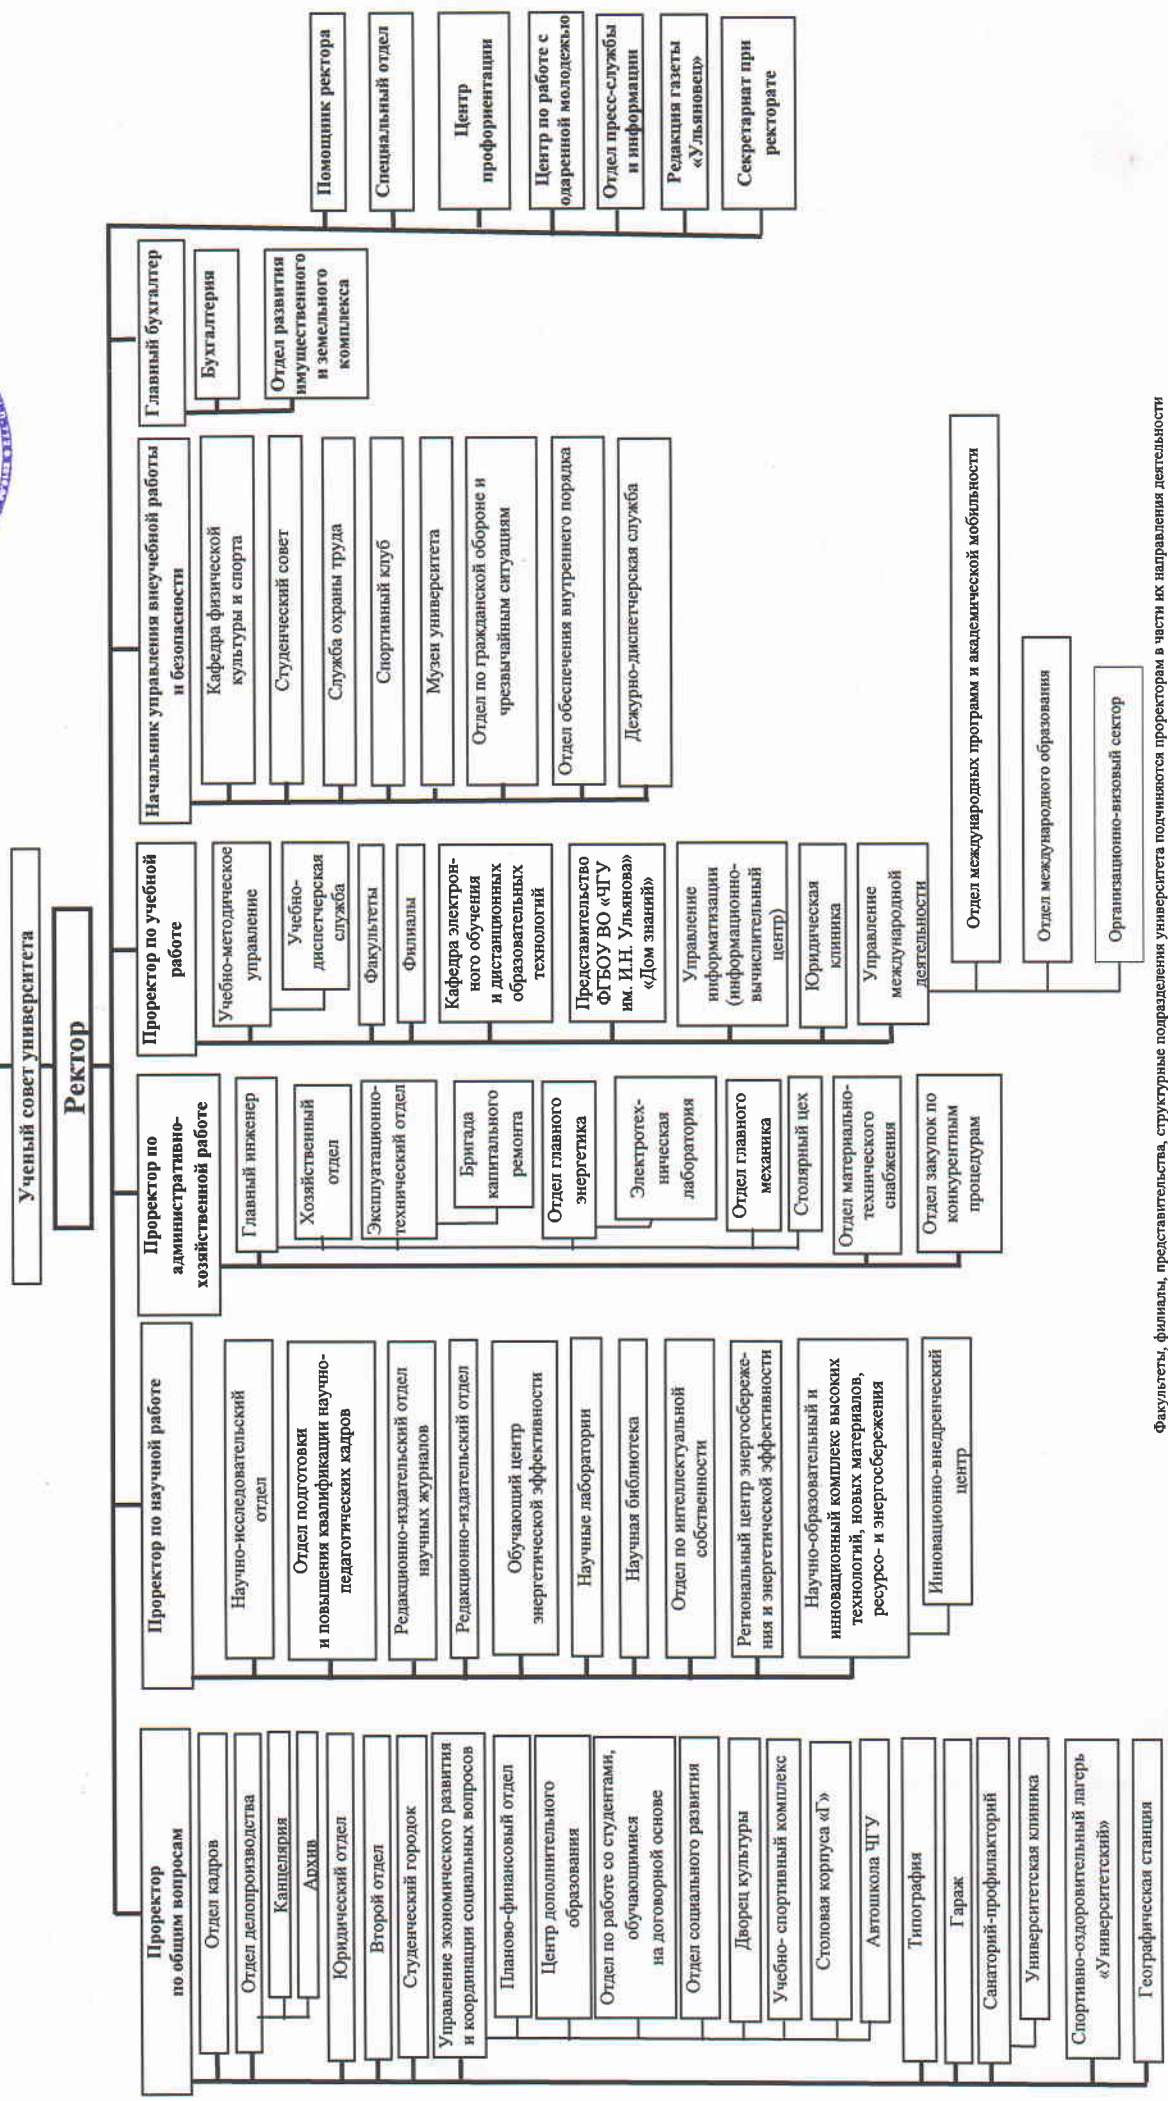 Ученый совет университета
Ректор
Проректор
по общим вопросам
Отдел кадров
Отдел делопроизводства
Канцелярия
Архив
Юридический отдел
Второй отдел
Студенческий городок
Управление экономического развития
и координации социальных вопросов
Планово-финансовый отдел
Центр дополнительного
образования
Отдел по работе со студентами,
обучающимися
на договорной основе
Отдел социального развития
Дворец культуры
Учебно- спортивный комплекс
Столовая корпуса «Г»
Автошкола ЧГУ
Типография
Гараж
Санаторий-профилакторий
Университетская клиника
Спортивно-оздоровительный лагерь
«Университетский»
Географическая станция
Проректор по научной работе
Научно-исследовательский
отдел
Отдел подготовки
и повышения квалификации научно-
педагогических кадров
Редакционно-издательский отдел
научных журналов
Редакционно-издательский отдел
Обучающий центр
энергетической эффективности
Научные лаборатории
Научная библиотека
Отдел по интеллектуальной
собственности
Региональный центр энергосбереже-
ния и энергетической эффективности
Научно-образовательный и
инновационный комплекс высоких
технологий, новых материалов,
ресурсо- и энергосбережения
Инновационно-внедренческий
центр
Проректор по
административно-
хозяйственной работе
Главный инженер
Хозяйственный
отдел
Эксплуатационно-
технический отдел
Бригада
капитального
ремонта
Отдел главного
энергетика
Электротех-
ническая
лаборатория
Отдел главного
механика
Столярный цех
Отдел материально-
технического
снабжения
Отдел закупок по
конкурентным
процедурам
Проректор по учебной
работе
Учебно-методическое
управление
Учебно-
диспетчерская
служба
Факультеты
Филиалы
Кафедра электрон-
ного обучения
и дистанционных
образовательных
технологий
Представительство
ФГБОУ ВО «ЧГУ
им. И.Н. Ульянова»
«Дом знаний»
Управление
информатизации
(информационно-
вычислительный
центр)
Юридическая
клиника
Управление
международной
деятельности
Отдел международных программ и академической мобильности
Отдел международного образования
Организационно-визовый сектор
Начальник управления внеучебной работы
и безопасности
Кафедра физической
культуры и спорта
Студенческий совет
Служба охраны труда
Спортивный клуб
Музеи университета
Отдел по гражданской обороне и
чрезвычайным ситуациям
Отдел обеспечения внутреннего порядка
Дежурно-диспетчерская служба
Главный бухгалтер
Бухгалтерия
Отдел развития
имущественного
и земельного
комплекса
Помощник ректора
Специальный отдел
Центр
профориентации
Центр по работе с
одаренной молодежью
Отдел пресс-службы
и информации
Редакция газеты
«Ульяновец»
Секретариат при
ректорате
Факультеты, филиалы, представительства, структурные подразделения университета подчиняются проректорам в части их направления деятельности